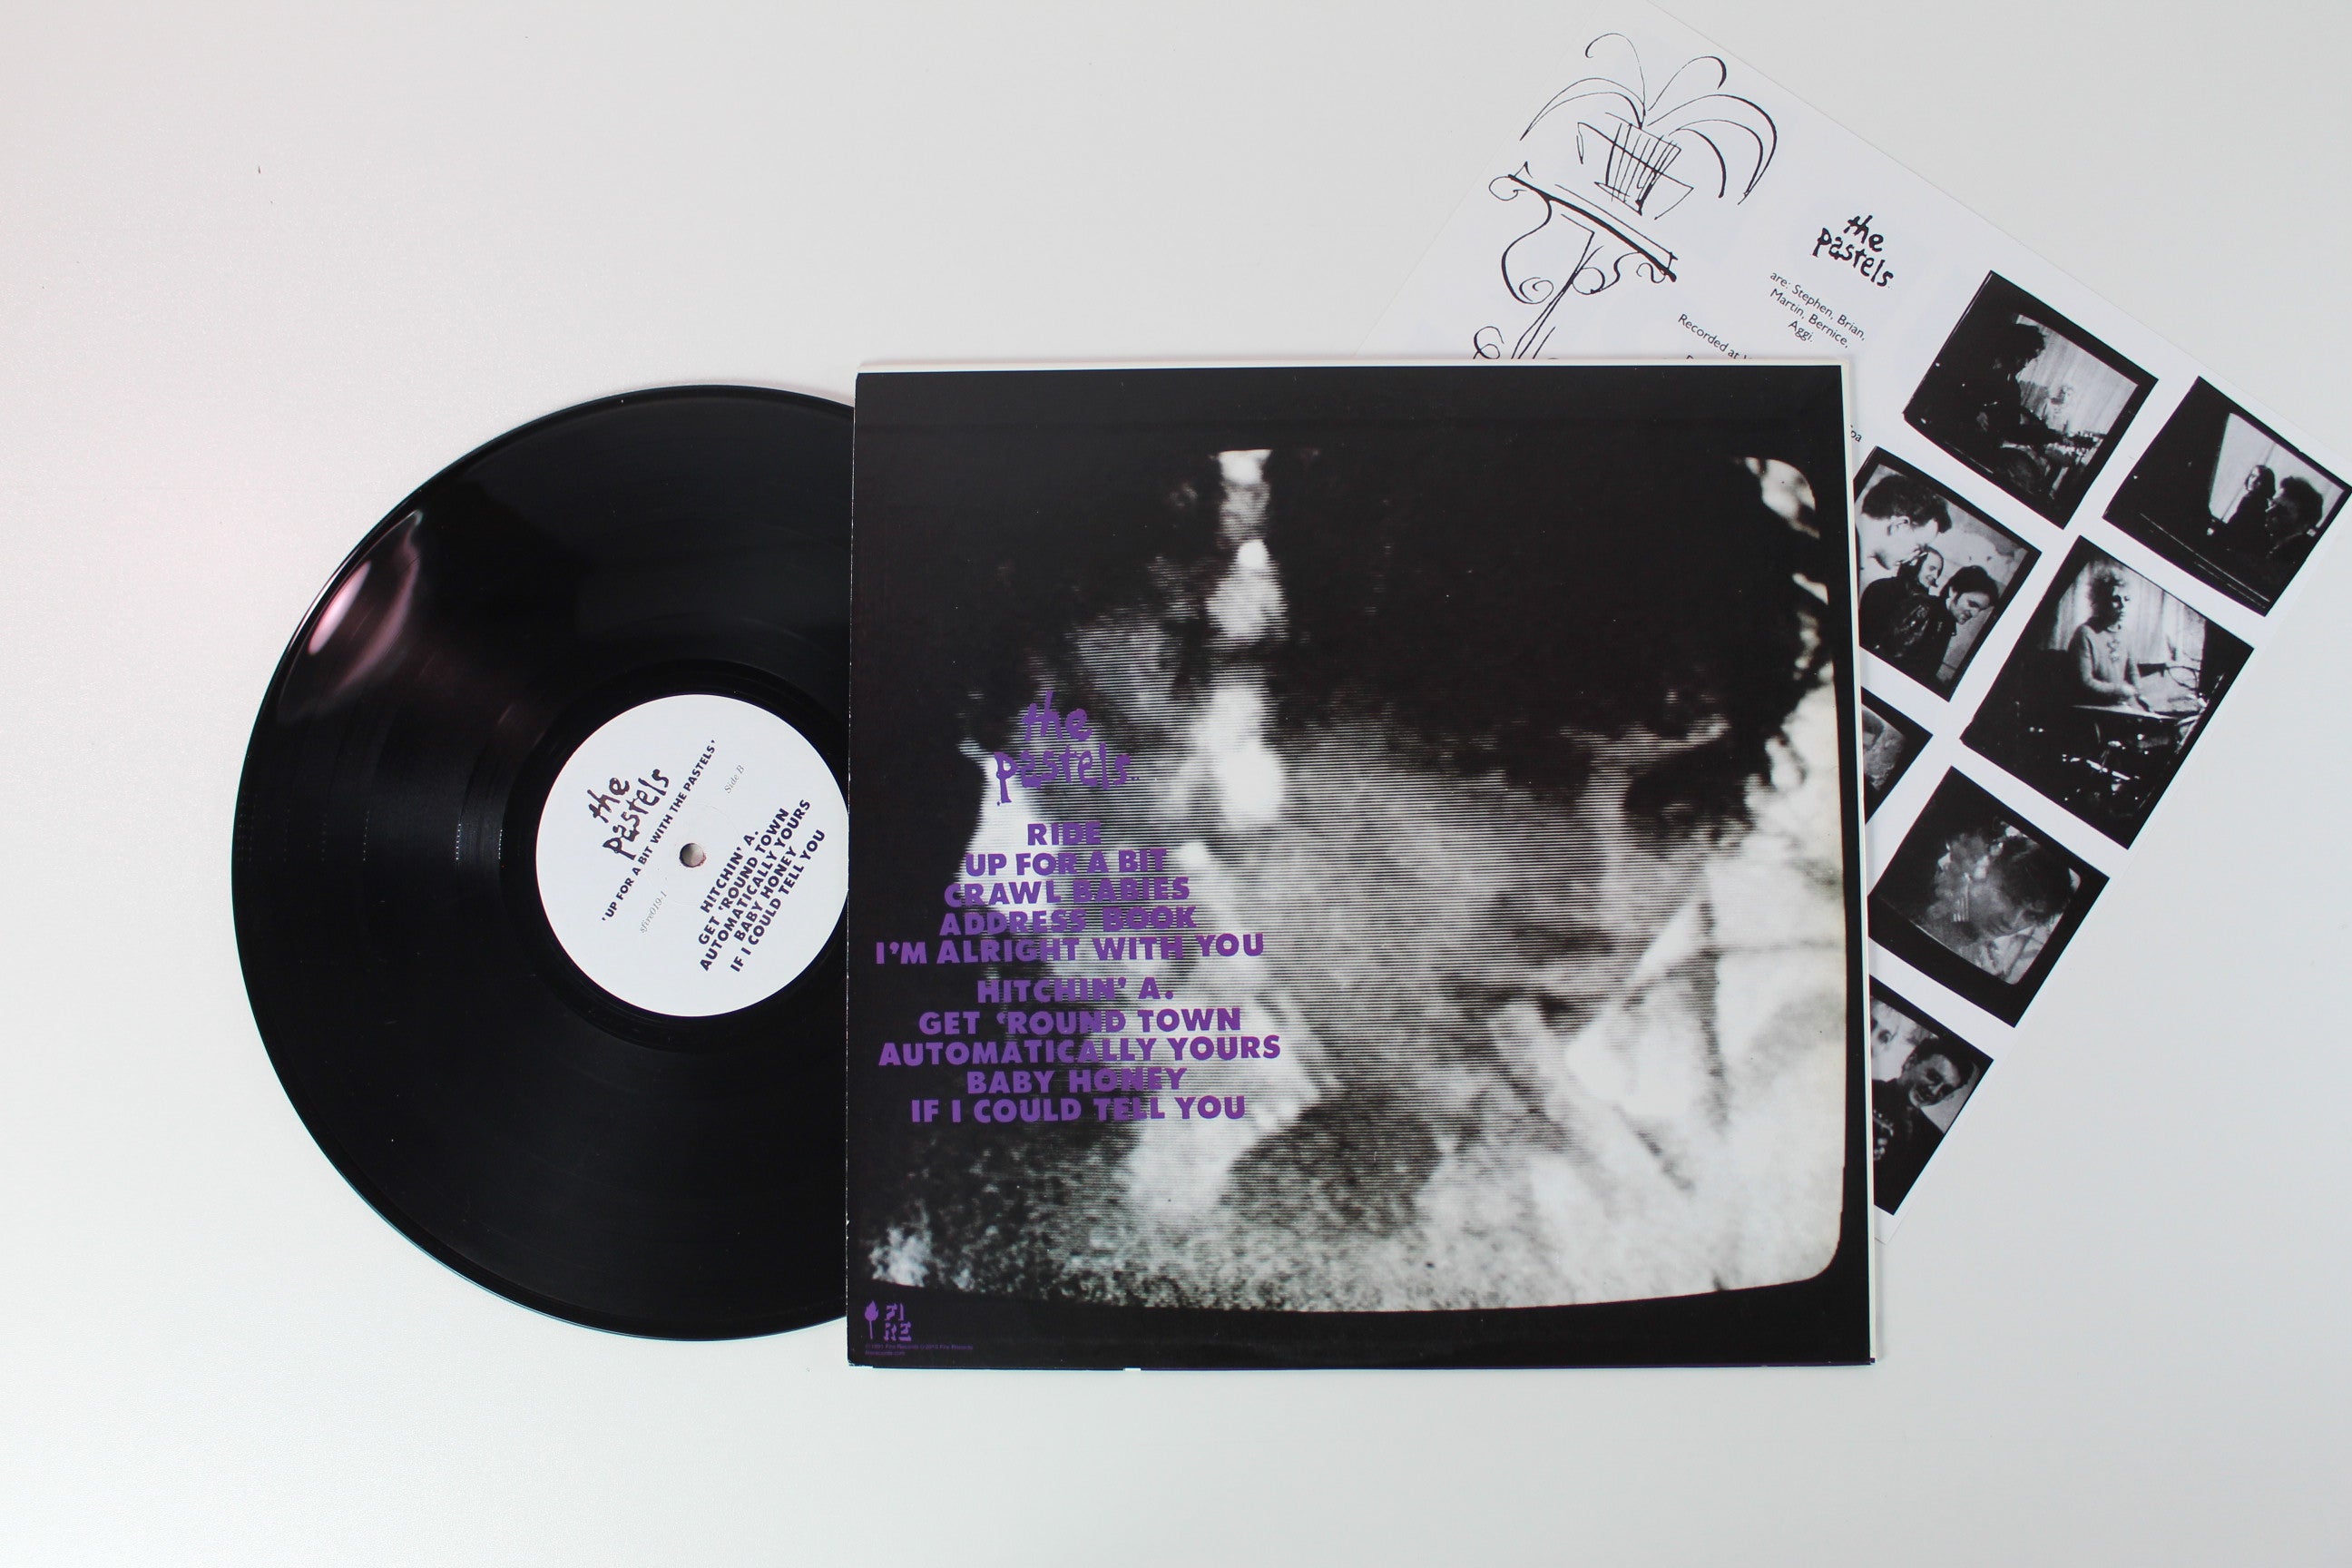 the
pastels
'UP FOR A BIT WITH THE PASTELS'
Side B
sfire019-1
HITCHIN' A.
GET 'ROUND TOWN
AUTOMATICALLY YOURS
BABY HONEY
IF I COULD TELL YOU
the
pastels
RIDE
UP FOR A BIT
CRAWL BABIES
ADDRESS BOOK
I'M ALRIGHT WITH YOU
HITCHIN' A.
GET 'ROUND TOWN
AUTOMATICALLY YOURS
BABY HONEY
IF I COULD TELL YOU
FI
RE
the
pastels
are: Stephen, Brian,
Martin, Bernice,
Aggi.
Recorded at